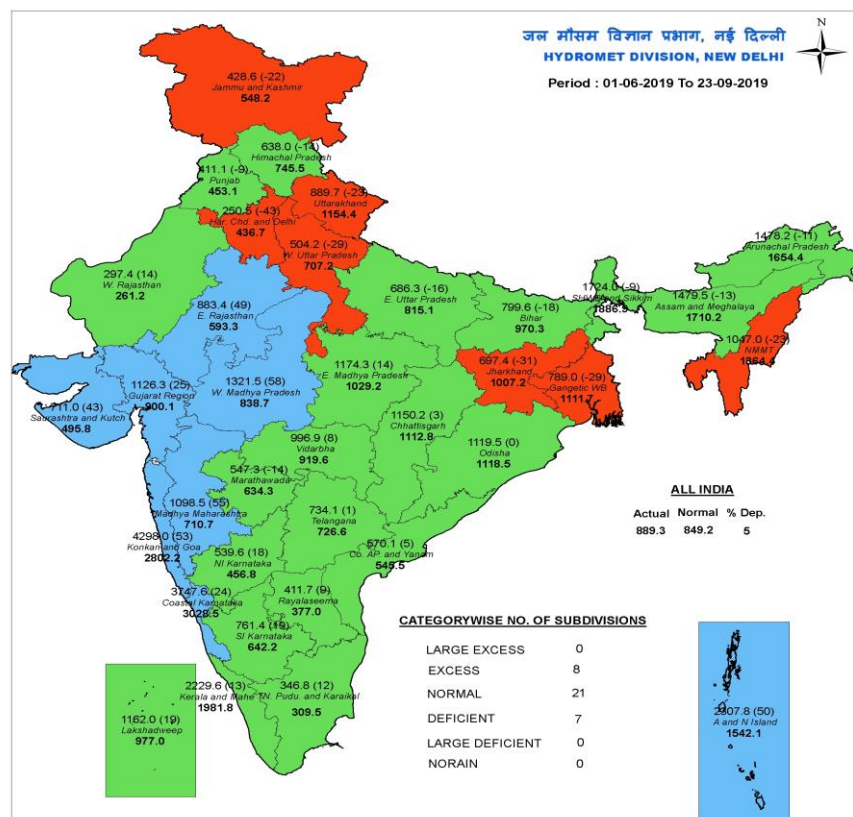 जल मौसम विज्ञान प्रभाग, नई दिल्ली
HYDROMET DIVISION, NEW DELHI
Period : 01-06-2019 To 23-09-2019
N
428.6 (-22)
Jammu and Kashmir
548.2
638.0 (-14)
Himachal Pradesh
745.5
411.1 (-9)
Punjab
453.1
889.7 (-23)
Uttarakhand
1154.4
250.5 (-43)
Har. Chd. and Delhi
436.7
504.2 (-29)
W. Uttar Pradesh
707.2
1478.2 (-11)
Arunachal Pradesh
1654.4
297.4 (14)
W. Rajasthan
261.2
883.4 (49)
E. Rajasthan
593.3
686.3 (-16)
E. Uttar Pradesh
815.1
799.6 (-18)
Bihar
970.3
1724.0 (-9)
and Sikkim
1886.9
1479.5 (-13)
Assam and Meghalaya
1710.2
1047.0 (-23)
NMMT
1364.4
697.4 (-31)
Jharkhand
1007.2
789.0 (-29)
Gangetic WB
1174.3 (14)
E. Madhya Pradesh
1029.2
1321.5 (58)
W. Madhya Pradesh
838.7
1126.3 (25)
Gujarat Region
900.1
711.0 (43)
Saurashtra and Kutch
495.8
1150.2 (3)
Chhattisgarh
1112.8
1119.5 (0)
Odisha
1118.5
996.9 (8)
Vidarbha
919.6
547.3 (-14)
Marathawada
634.3
1098.5 (55)
Madhya Maharashtra
710.7
734.1 (1)
Telangana
726.6
4298.0 (53)
Konkan and Goa
2802.2
570.1 (5)
Co. AP. and Yanam
545.5
539.6 (18)
NI Karnataka
456.8
411.7 (9)
Rayalaseema
377.0
3747.6 (24)
Coastal Karnataka
3028.5
761.4 (19)
SI Karnataka
642.2
2229.6 (13)
Kerala and Mahe
1981.8
346.8 (12)
N. Pudu. and Karaikal
309.5
1162.0 (19)
Lakshadweep
977.0
2307.8 (50)
A and N Island
1542.1
ALL INDIA
Actual Normal % Dep.
889.3 849.2 5
CATEGORYWISE NO. OF SUBDIVISIONS
LARGE EXCESS 0
EXCESS 8
NORMAL 21
DEFICIENT 7
LARGE DEFICIENT 0
NORAIN 0